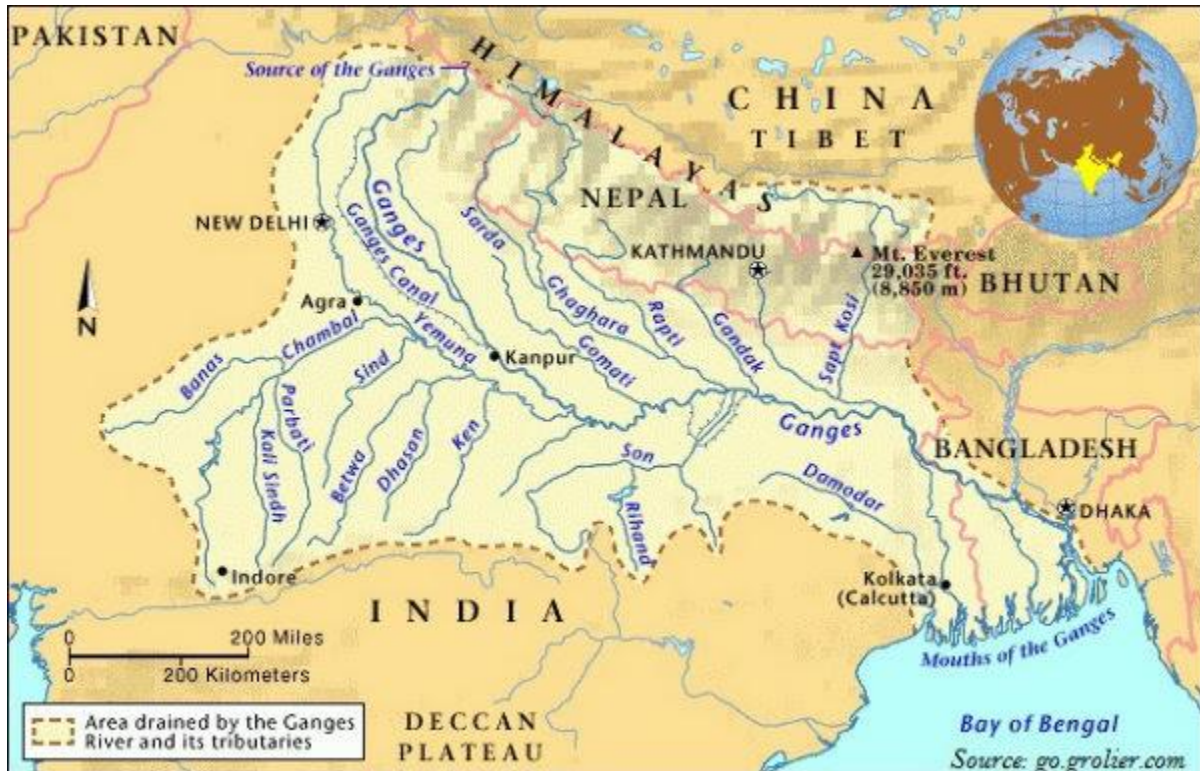 PAKISTAN
HIMALAYAS
Source of the Ganges
CHINA
TIBET
NEPAL
NEW DELHI
Ganges
Ganges Canal
Sarda
KATHMANDU
Mt. Everest
29,035 ft.
(8,850 m)
BHUTAN
N
Agra
Ghaghara
Rapti
Gandak
Sapt Kosi
Chambal
Yemuna
Kanpur
Gomati
Banas
Sind
Parbati
Kali Sindh
Betwa
Dhasan
Ken
Ganges
Son
Rihand
Damodar
BANGLADESH
DHAKA
Indore
Kolkata
(Calcutta)
INDIA
0 200 Miles
0 200 Kilometers
Mouths of the Ganges
Area drained by the Ganges
River and its tributaries
DECCAN
PLATEAU
Bay of Bengal
Source: go.grolier.com